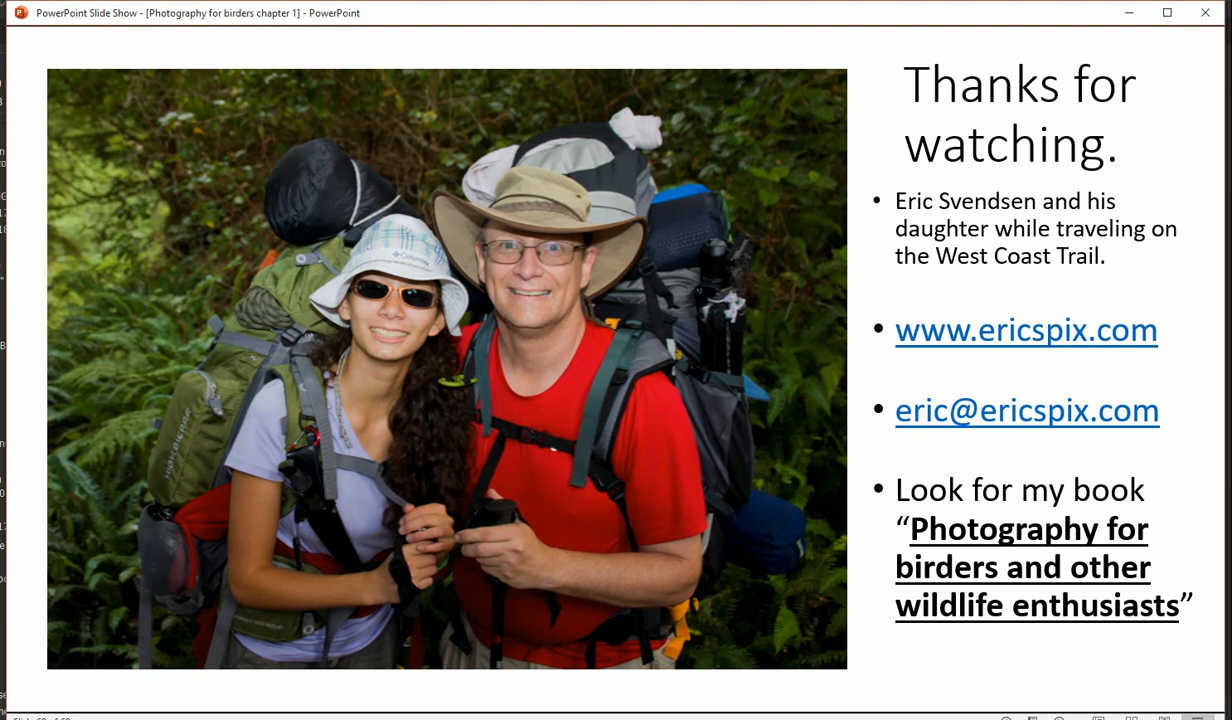 PowerPoint Slide Show - [Photography for birders chapter 1] - PowerPoint
Thanks for
watching.
• Eric Svendsen and his
daughter while traveling on
the West Coast Trail.
• www.ericspix.com
• eric@ericspix.com
• Look for my book
“Photography for
birders and other
wildlife enthusiasts”
Columbia